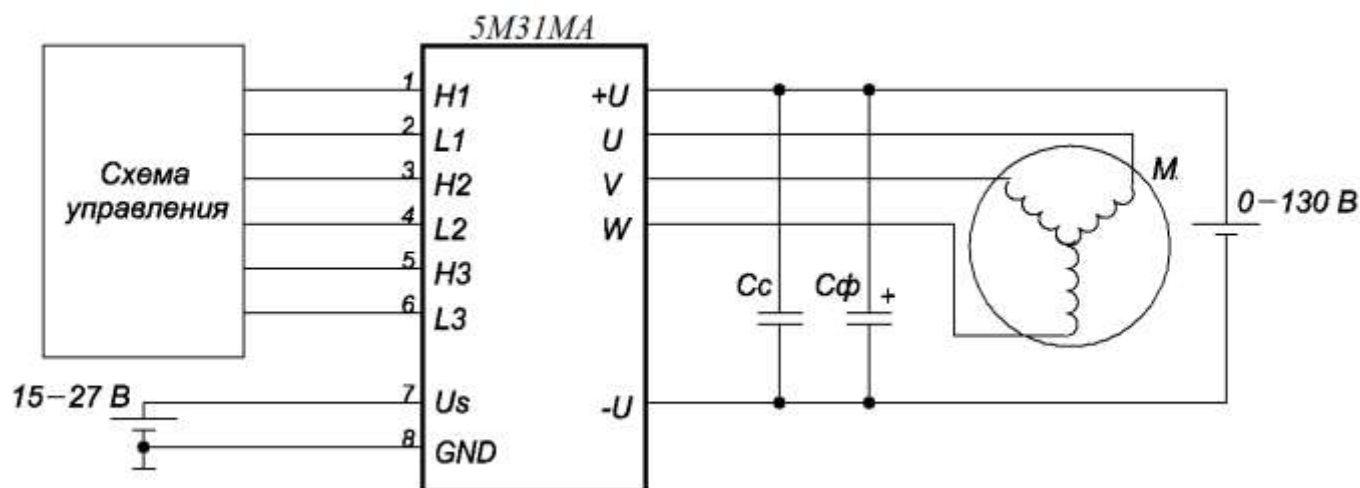 5М31МА
Схема
управления
1
2
3
4
5
6
7
8
H1
L1
H2
L2
H3
L3
Us
GND
+U
U
V
W
-U
15–27 В
Сс
Сф
+
М.
0–130 В